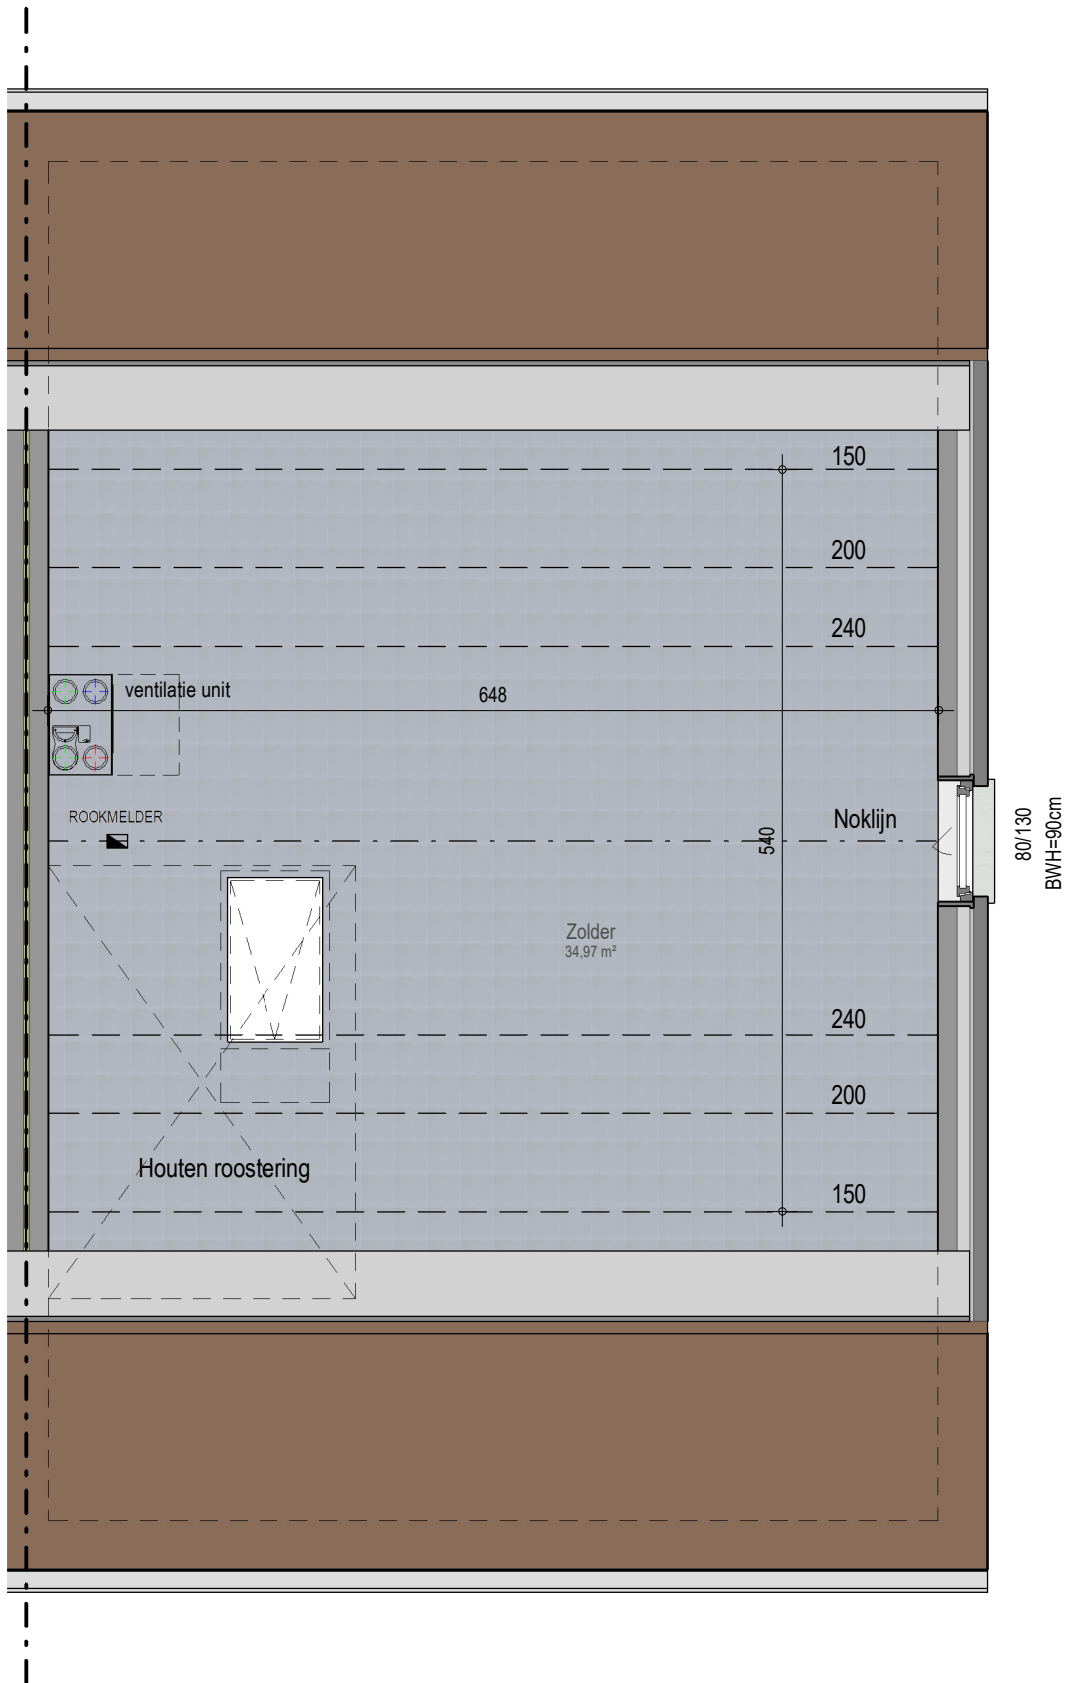 150
200
240
ventilatie unit
648
ROOKMELDER
Noklijn
540
80/130
BWH=90cm
Zolder
34,97 m²
240
200
Houten roostering
150